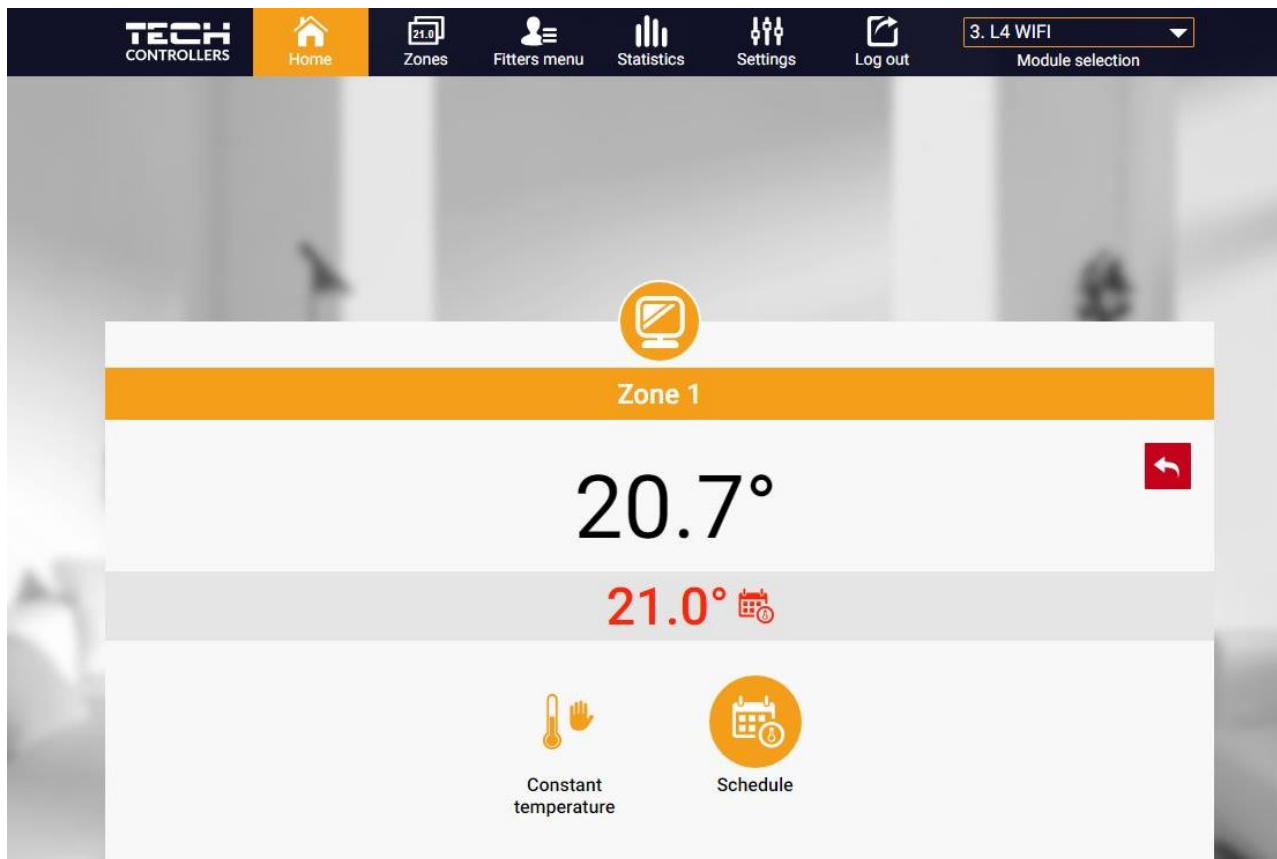 TECH
CONTROLLERS
Home
21.0
Zones
Fitters menu
Statistics
Settings
Log out
3. L4 WIFI
Module selection
Zone 1
20.7°
21.0°
Constant
temperature
Schedule